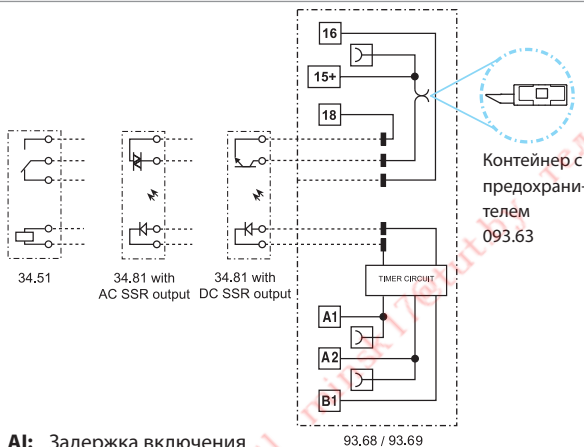 16
15+
18
Контейнер с
предохрани-
телем
093.63
34.51
34.81 with
AC SSR output
34.81 with
DC SSR output
TIMER CIRCUIT
A1
A2
B1
AI: Задержка включения
93.68 / 93.69